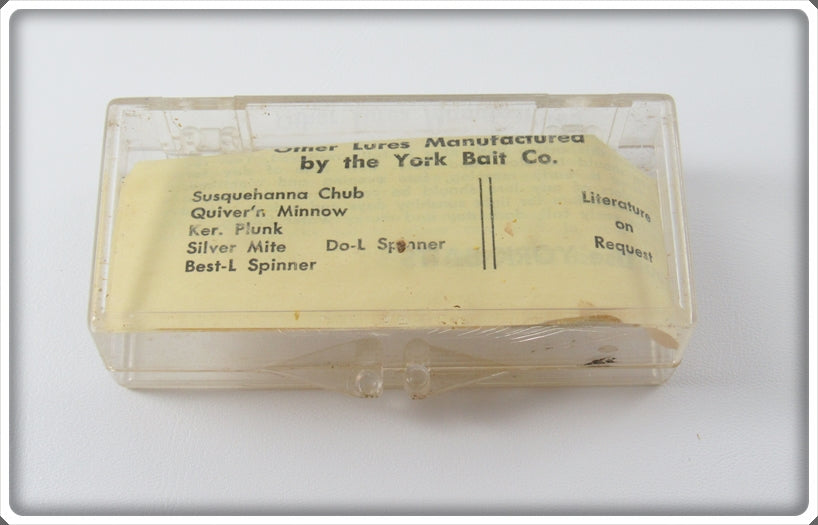 Other Lures Manufactured
by the York Bait Co.
Susquehanna Chub
Quiver'n Minnow
Ker. Plunk
Silver Mite Do-L Spinner
Best-L Spinner
Literature
on
Request